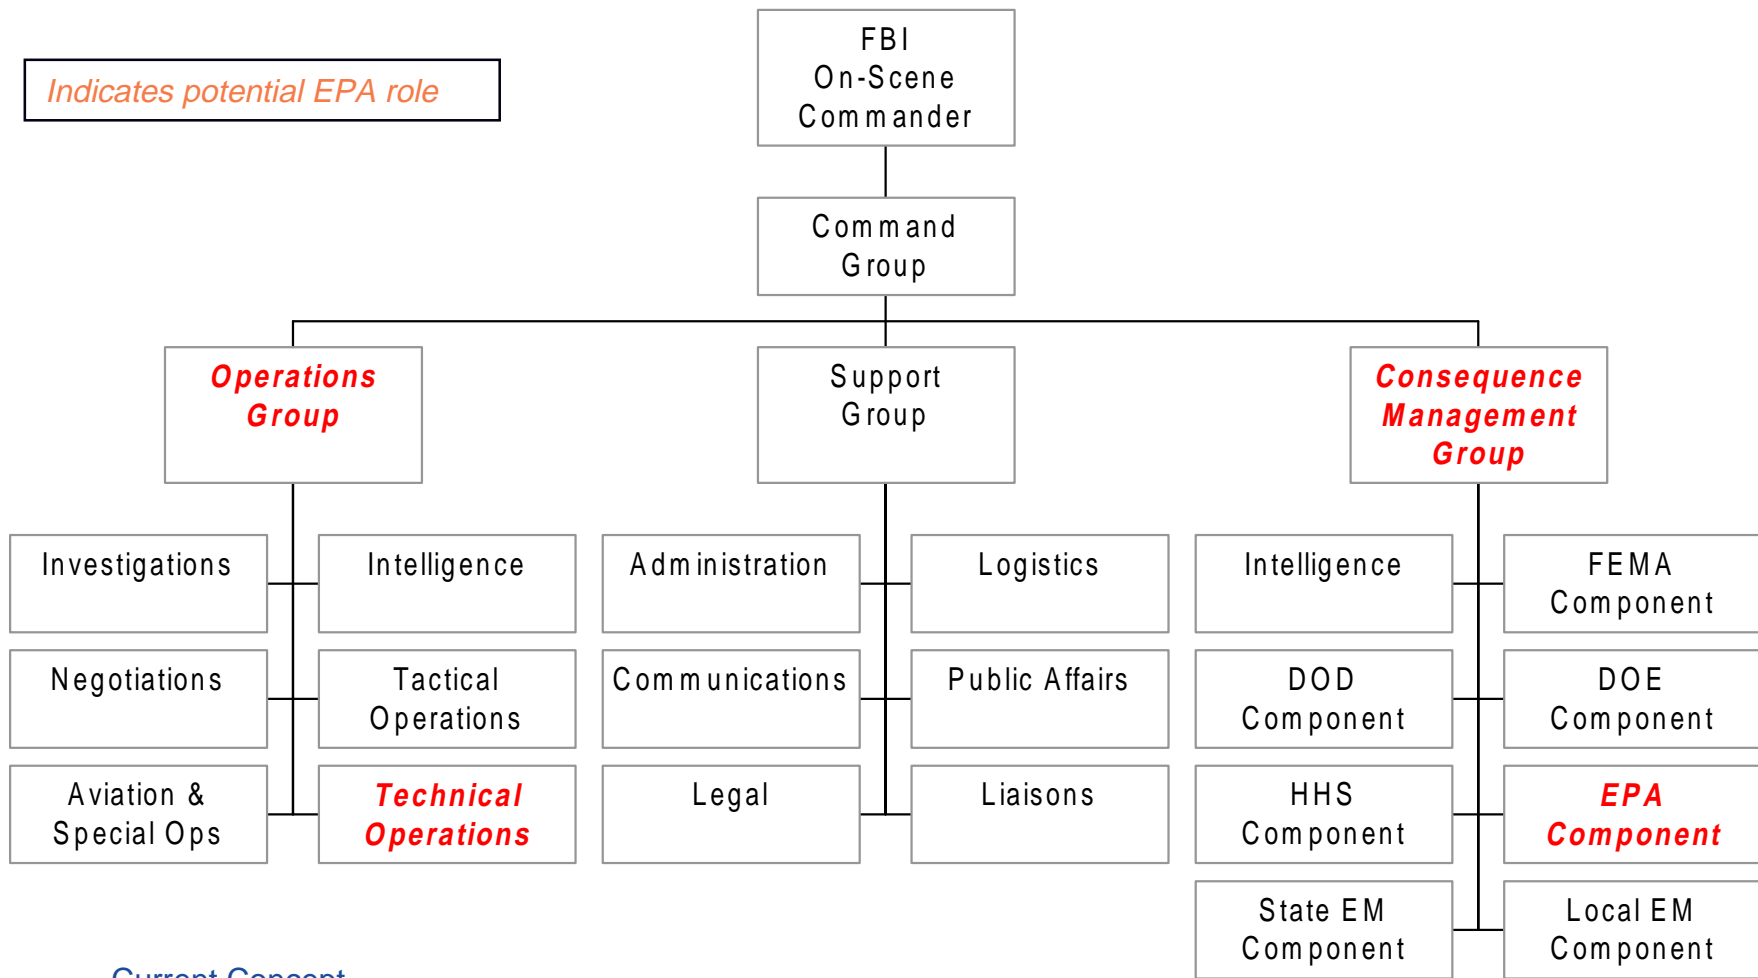 Indicates potential EPA role
FBI
On-Scene
Commander
Command
Group
Operations
Group
Support
Group
Consequence
Management
Group
Investigations
Intelligence
Administration
Logistics
Intelligence
FEMA
Component
Negotiations
Tactical
Operations
Communications
Public Affairs
DOD
Component
DOE
Component
Aviation &
Special Ops
Technical
Operations
Legal
Liaisons
HHS
Component
EPA
Component
State EM
Component
Local EM
Component
Current Concept